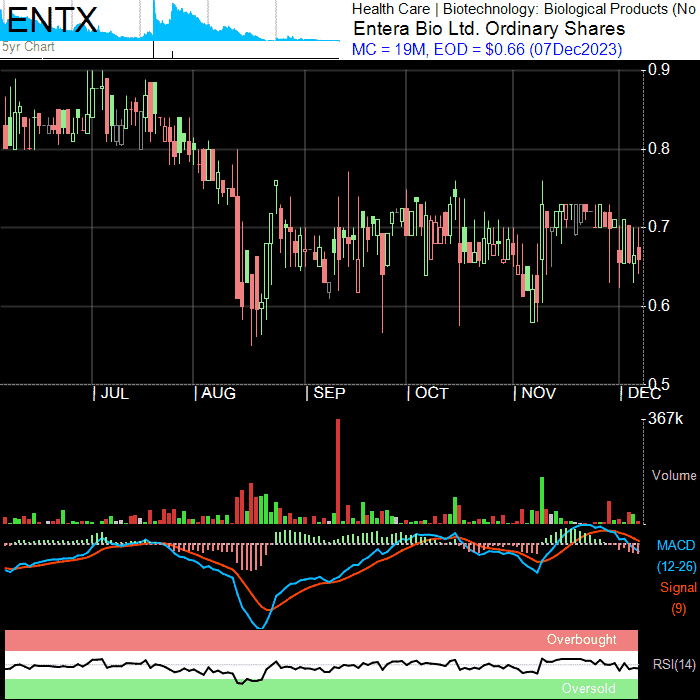 ENTX
5yr Chart
Health Care | Biotechnology: Biological Products (No
Entera Bio Ltd. Ordinary Shares
MC = 19M, EOD = $0.66 (07Dec2023)
0.9
0.8
0.7
0.6
0.5
| JUL | AUG | SEP | OCT | NOV | DEC
367k
Volume
MACD
(12-26)
Signal
(9)
Overbought
RSI(14)
Oversold